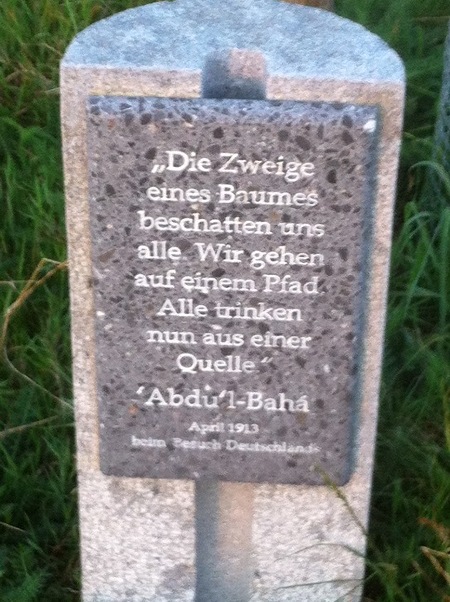 „Die Zweige
eines Baumes
beschatten uns
alle. Wir gehen
auf einem Pfad.
Alle trinken
nun aus einer
Quelle.“
‘Abdu‘l-Bahá
April 1913
beim Besuch Deutschlands